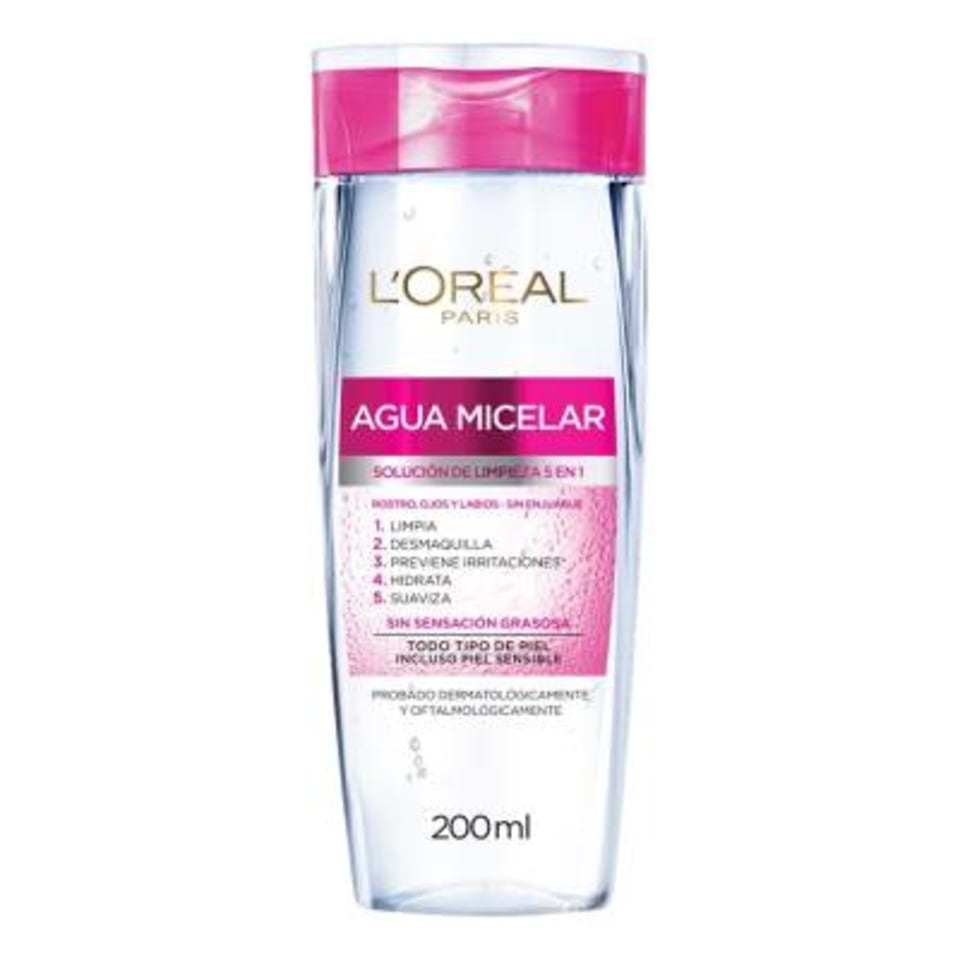 L'ORÉAL
PARIS
AGUA MICELAR
SOLUCIÓN DE LIMPIEZA 5 EN 1
ROSTRO, OJOS Y LABIOS - SIN ENJUAGUE
1. LIMPIA
2. DESMAQUILLA
3. PREVIENE IRRITACIONES*
4. HIDRATA
5. SUAVIZA
SIN SENSACIÓN GRASOSA
TODO TIPO DE PIEL
INCLUSO PIEL SENSIBLE
PROBADO DERMATOLÓGICAMENTE
Y OFTALMOLÓGICAMENTE
200ml